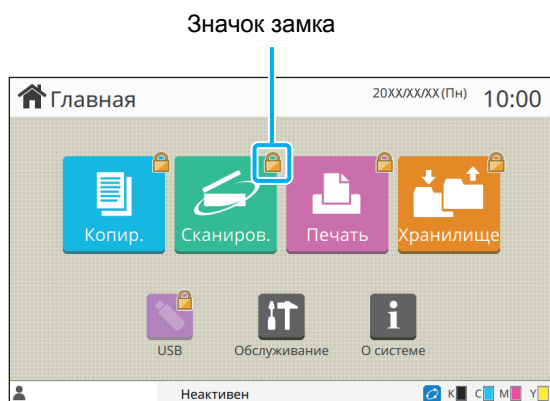 Значок замка
Главная
20XX/XX/XX (Пн) 10:00
Копир. Сканиров. Печать Хранилище
USB Обслуживание О системе
Неактивен K C M Y